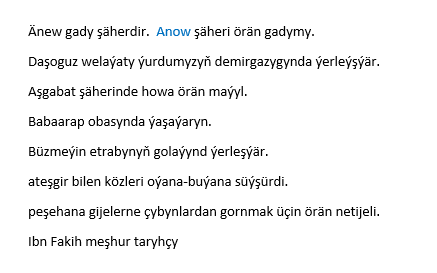 Änew gady şäherdir. Anow şäheri örän gadymy.
Daşoguz welaýaty ýurdumyzyň demirgazygynda ýerleýşýär.
Aşgabat şäherinde howa örän maýyl.
Babaarap obasynda ýaşaýaryn.
Büzmeýin etrabynyň golaýynd ýerleşýär.
ateşgir bilen közleri oýana-buýana süýşürdi.
peşehana gijelerne çybynlardan gornmak üçin örän netijeli.
Ibn Fakih meşhur taryhçy